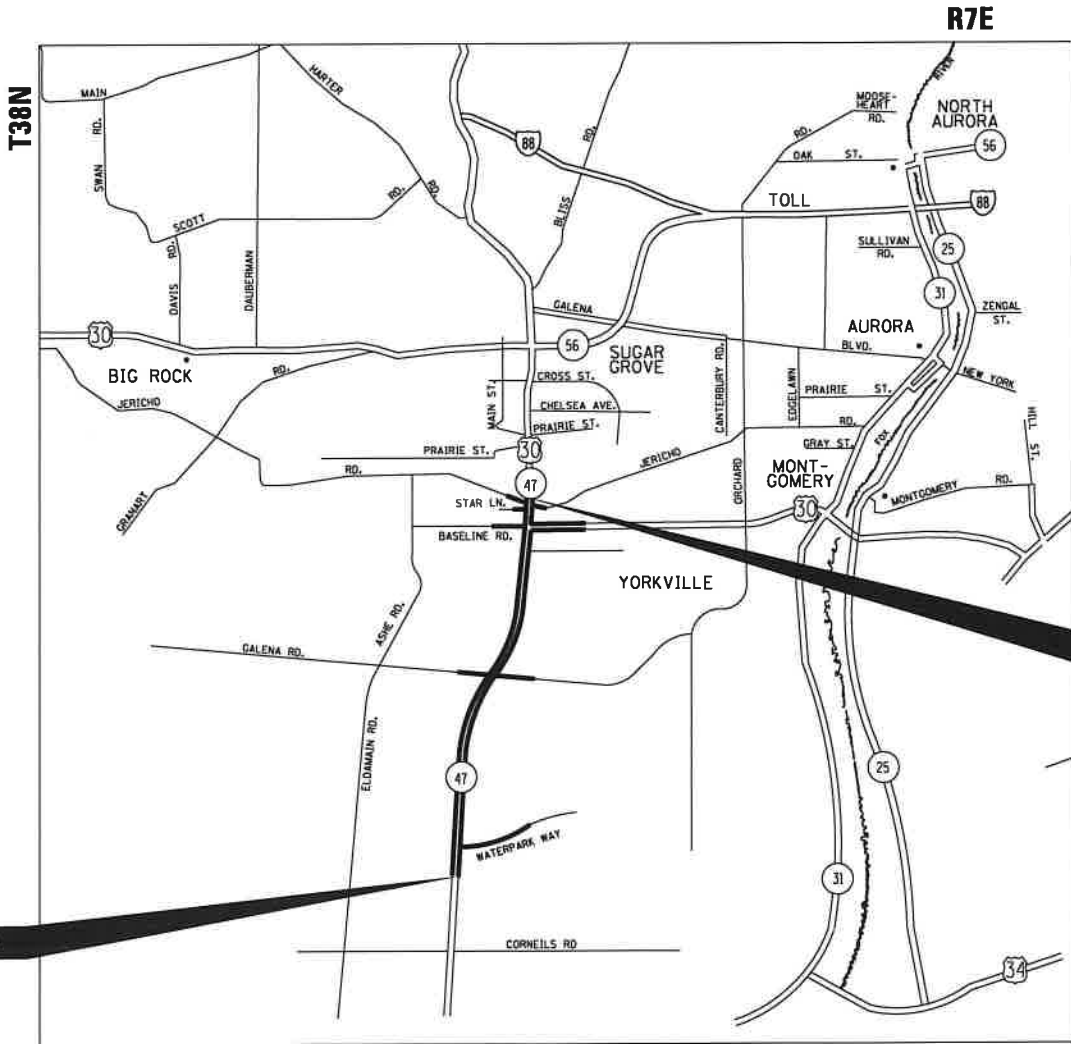 R7E
T38N
MAIN
SWAN RD.
HARTER RD.
88
BLISS RD.
MOOSE-
HEART
RD.
RD.
OAK ST.
RIVER
NORTH
AURORA
56
SCOTT RD.
TOLL
88
DAVIS RD.
DAUBERMAN
SULLIVAN
RD.
25
31
GALENA BLVD.
ZENGAL
ST.
AURORA
30
56
SUGAR
GROVE
BIG ROCK
JERICHO RD.
GRANART RD.
MAIN ST.
CROSS ST.
CHELSEA AVE.
PRAIRIE ST.
CANTERBURY RD.
EDGELAWN
PRAIRIE ST.
NEW YORK
PRAIRIE ST.
30
47
JERICHO RD.
GRAY ST.
FOX
HILL ST.
MONT-
GOMERY
ORCHARD
MONTGOMERY RD.
STAR LN.
30
BASELINE RD.
YORKVILLE
ASHE RD.
GALENA RD.
ELDAMAIN RD.
47
25
WATERPARK WAY
31
CORNEILS RD
34